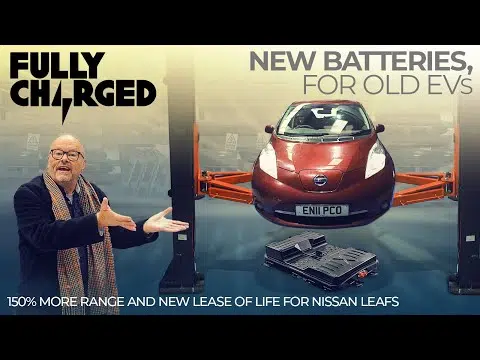 FULLY
CHARGED
NEW BATTERIES,
FOR OLD EVs
EN11 PCO
150% MORE RANGE AND NEW LEASE OF LIFE FOR NISSAN LEAFS